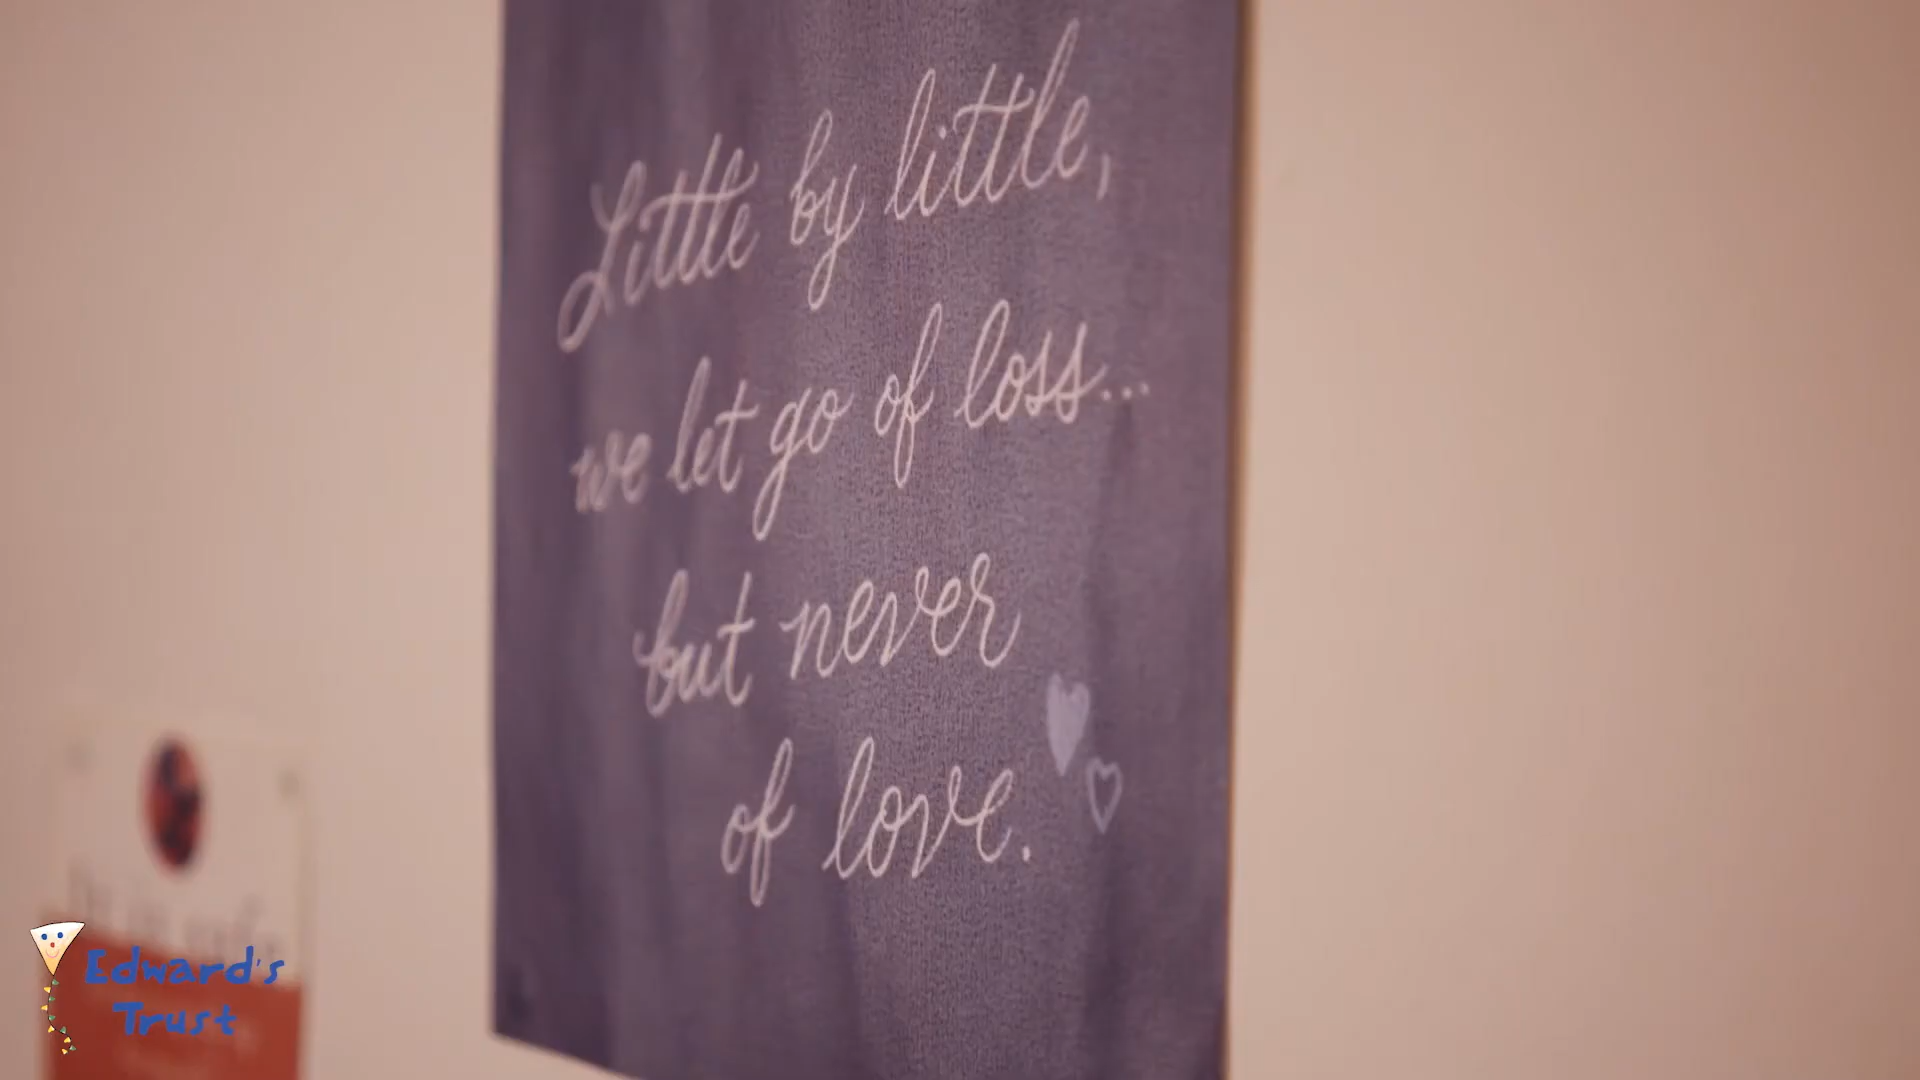 Little by little,
we let go of loss...
but never
of love.
Edward's
Trust